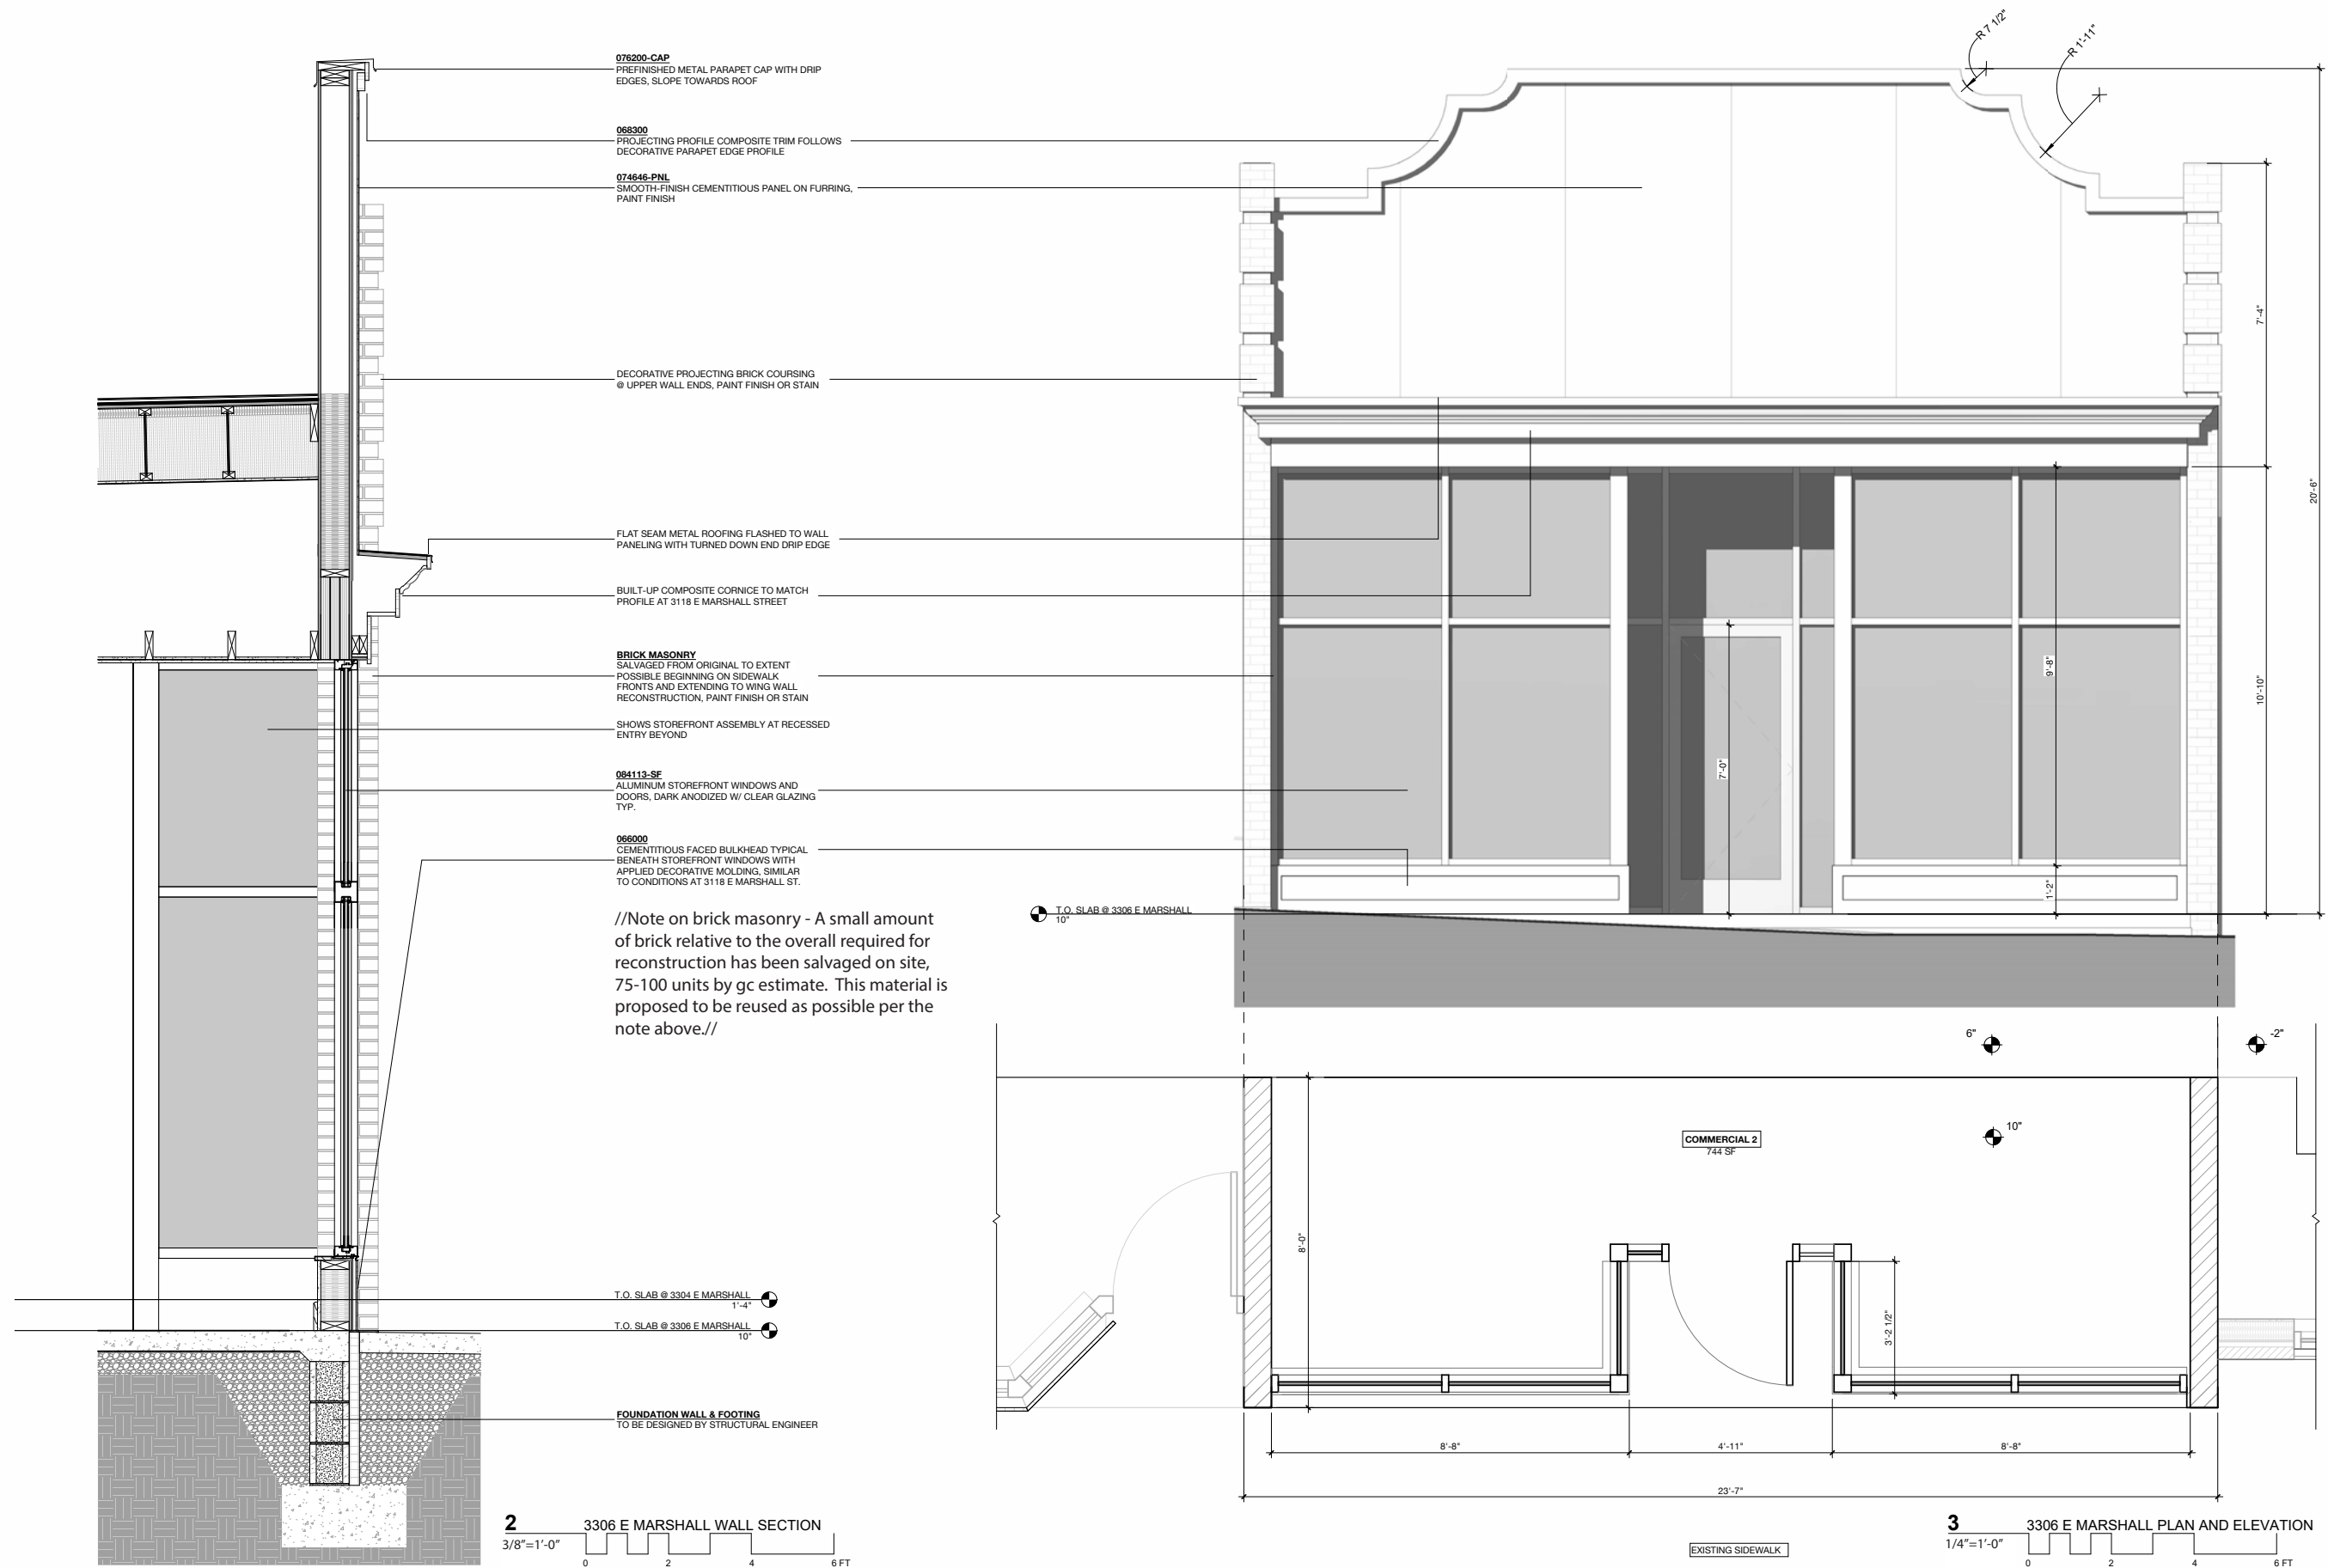 076200-CAP
PREFINISHED METAL PARAPET CAP WITH DRIP
EDGES, SLOPE TOWARDS ROOF
068300
PROJECTING PROFILE COMPOSITE TRIM FOLLOWS
DECORATIVE PARAPET EDGE PROFILE
074646-PNL
SMOOTH-FINISH CEMENTITIOUS PANEL ON FURRING,
PAINT FINISH
DECORATIVE PROJECTING BRICK COURSING
@ UPPER WALL ENDS, PAINT FINISH OR STAIN
FLAT SEAM METAL ROOFING FLASHED TO WALL
PANELING WITH TURNED DOWN END DRIP EDGE
BUILT-UP COMPOSITE CORNICE TO MATCH
PROFILE AT 3118 E MARSHALL STREET
BRICK MASONRY
SALVAGED FROM ORIGINAL TO EXTENT
POSSIBLE BEGINNING ON SIDEWALK
FRONTS AND EXTENDING TO WING WALL
RECONSTRUCTION, PAINT FINISH OR STAIN
SHOWS STOREFRONT ASSEMBLY AT RECESSED
ENTRY BEYOND
084113-SF
ALUMINUM STOREFRONT WINDOWS AND
DOORS, DARK ANODIZED W/ CLEAR GLAZING
TYP.
066000
CEMENTITIOUS FACED BULKHEAD TYPICAL
BENEATH STOREFRONT WINDOWS WITH
APPLIED DECORATIVE MOLDING, SIMILAR
TO CONDITIONS AT 3118 E MARSHALL ST.
//Note on brick masonry - A small amount
of brick relative to the overall required for
reconstruction has been salvaged on site,
75-100 units by gc estimate.  This material is
proposed to be reused as possible per the
note above.//
T.O. SLAB @ 3304 E MARSHALL
1'-4"
T.O. SLAB @ 3306 E MARSHALL
10"
FOUNDATION WALL & FOOTING
TO BE DESIGNED BY STRUCTURAL ENGINEER
2
3306 E MARSHALL WALL SECTION
3/8"=1'-0"
0 2 4 6 FT
R 7 1/2"
R 1'-11"
7'-4"
20'-6"
9'-8"
10'-10"
7'-0"
1'-2"
T.O. SLAB @ 3306 E MARSHALL
10"
6"
-2"
10"
COMMERCIAL 2
744 SF
8'-0"
3'-2 1/2"
8'-8"
4'-11"
8'-8"
23'-7"
EXISTING SIDEWALK
3
3306 E MARSHALL PLAN AND ELEVATION
1/4"=1'-0"
0 2 4 6 FT